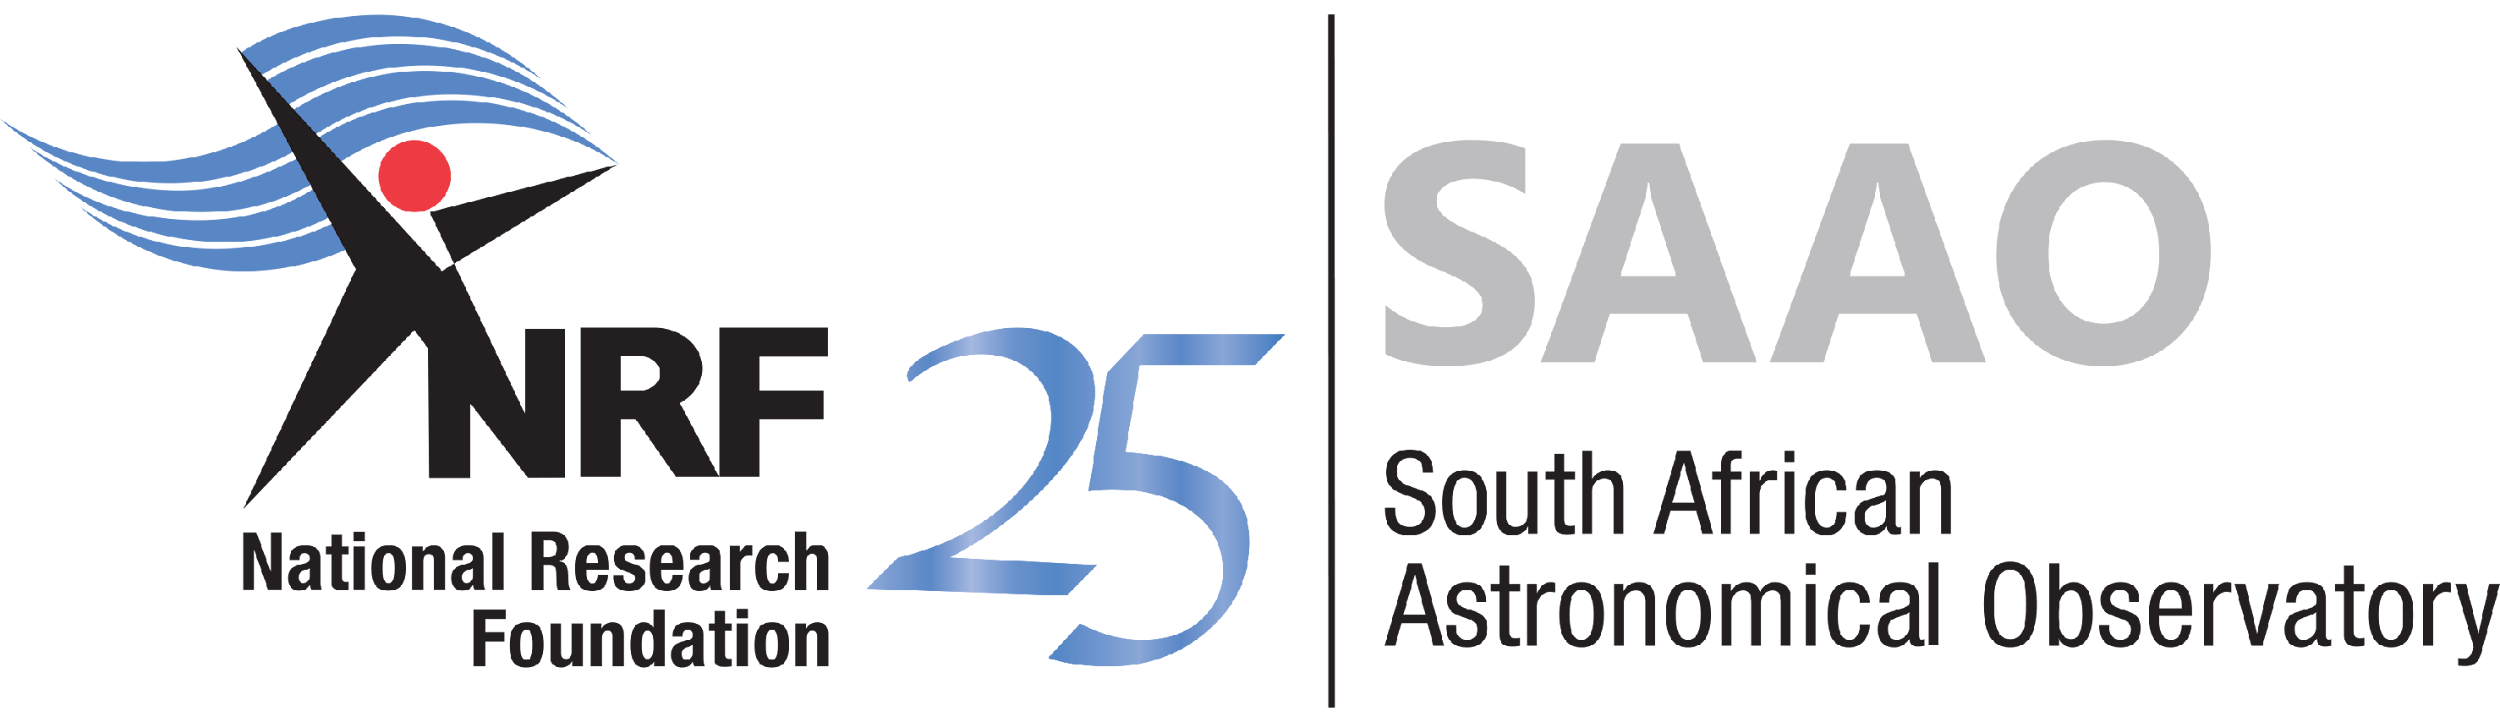 NRF
National Research
Foundation
25
SAAO
South African
Astronomical Observatory